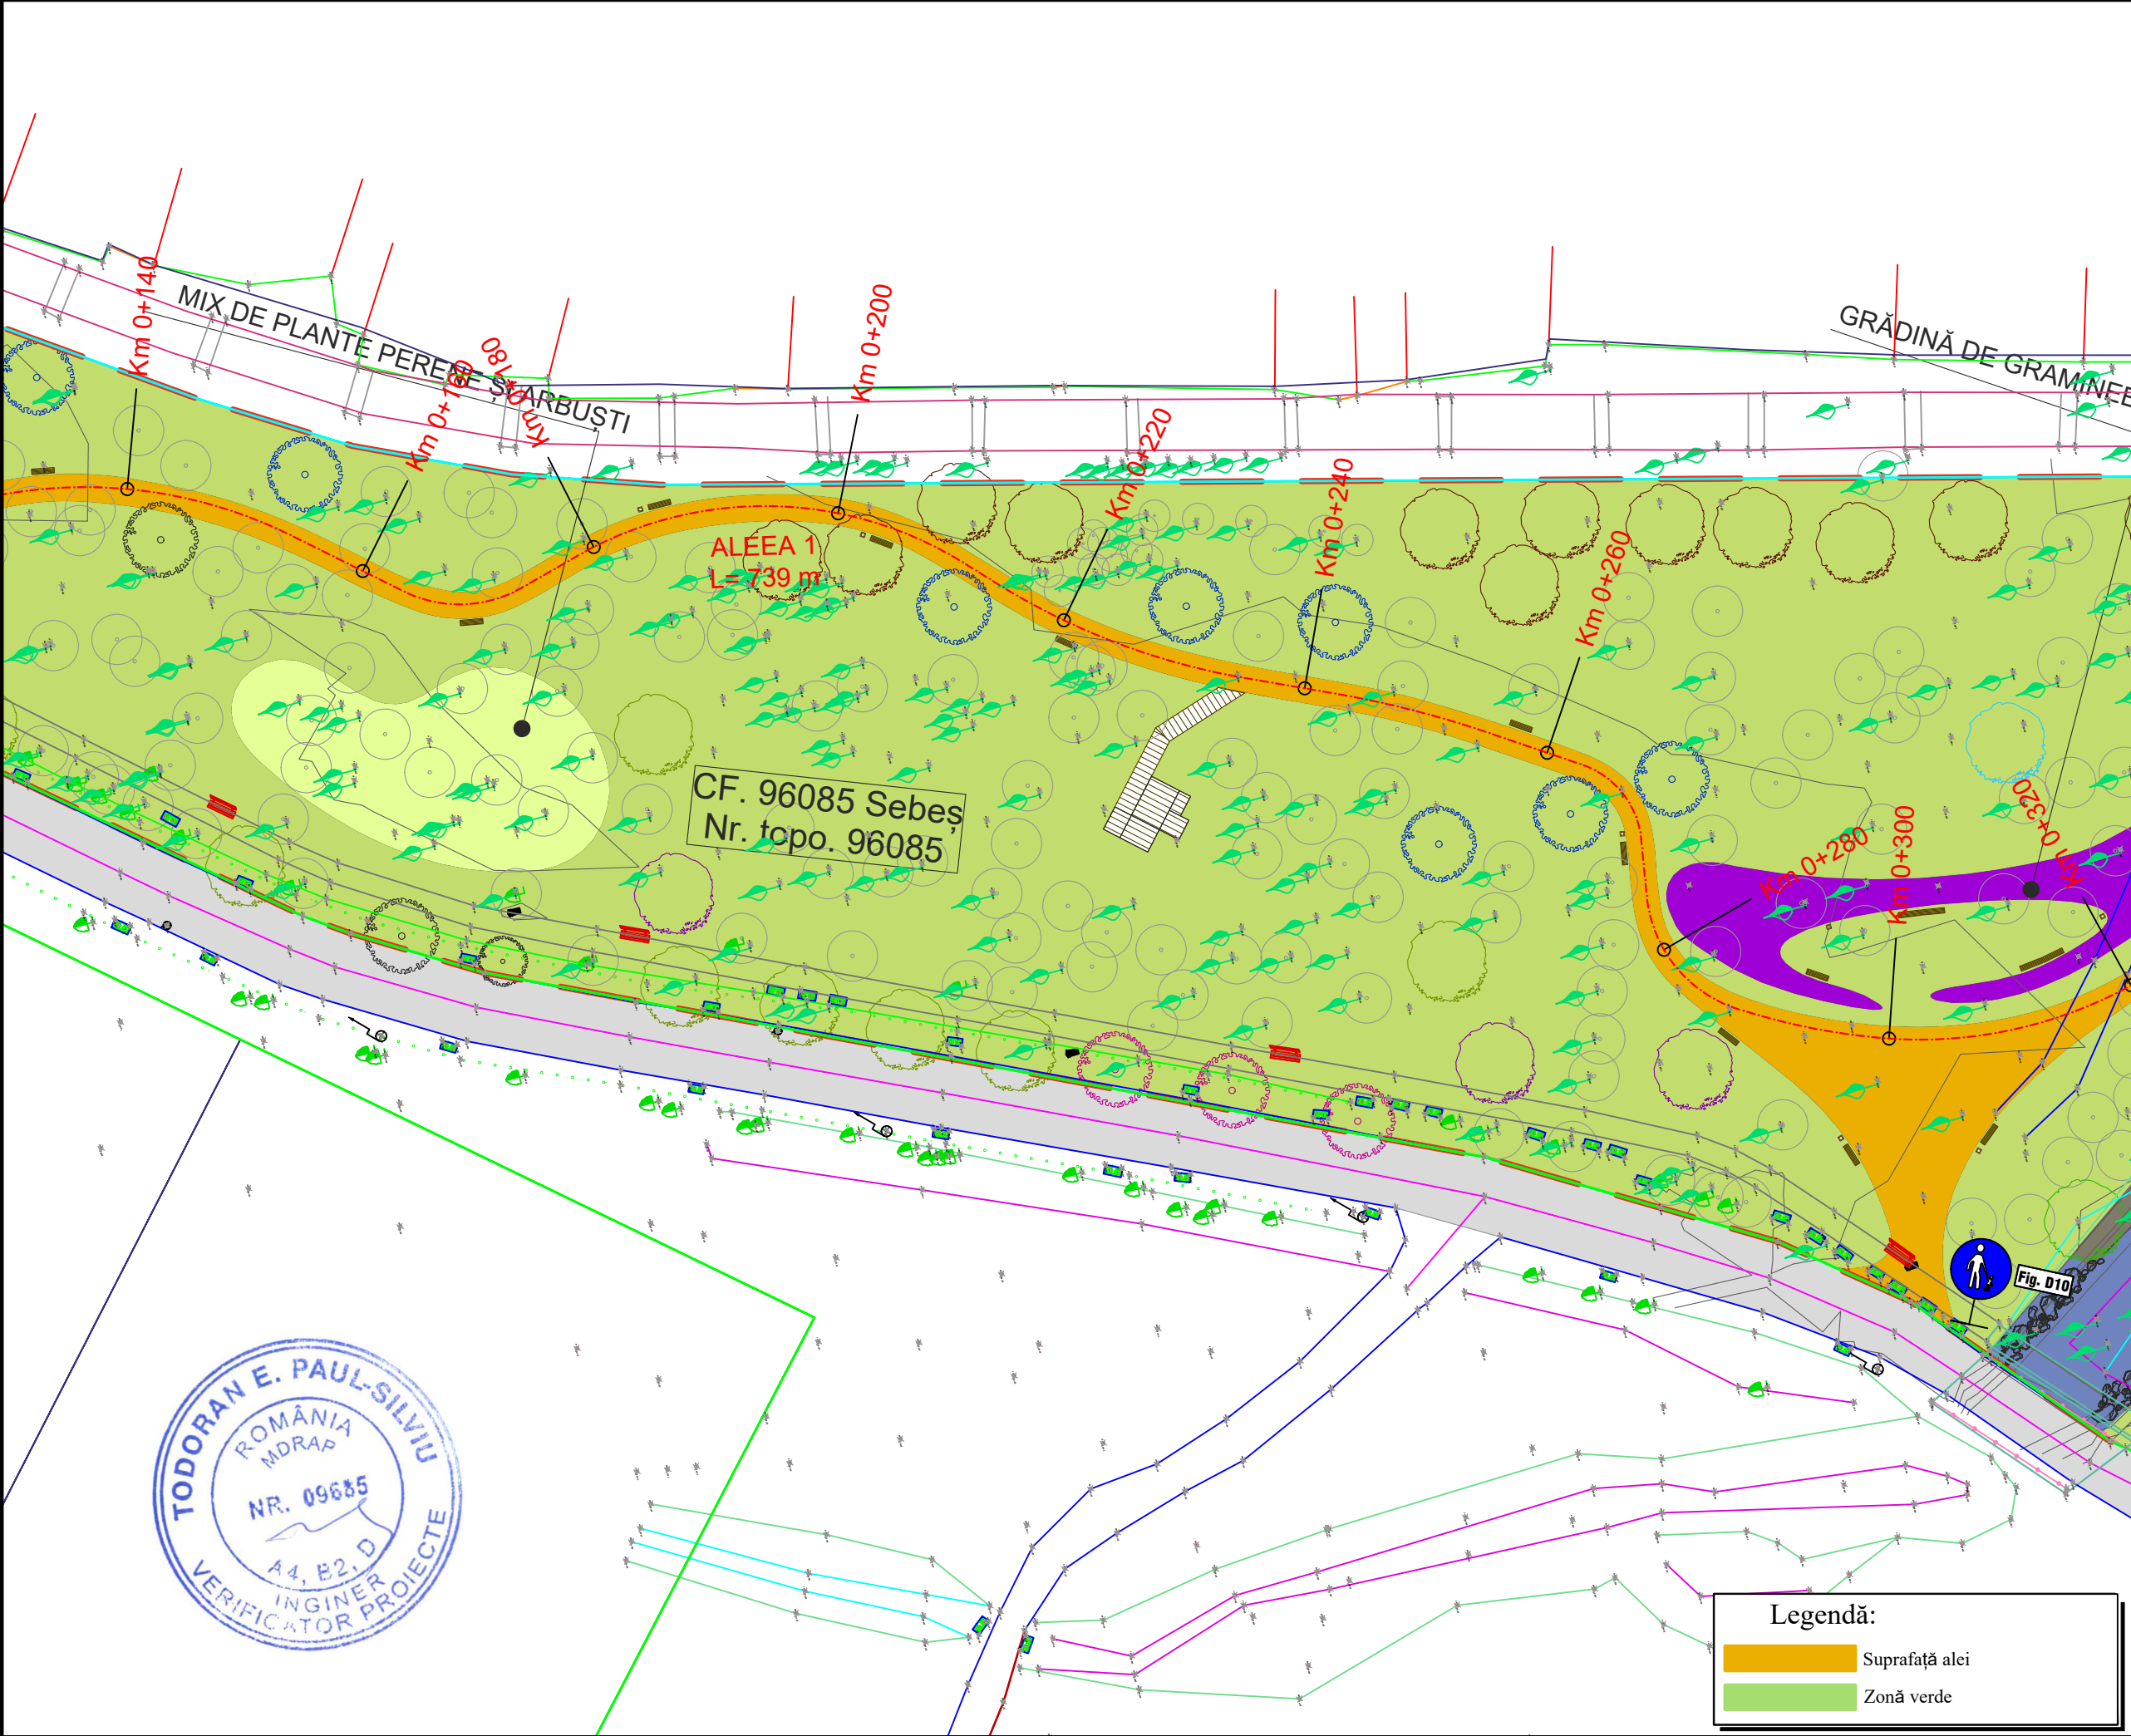 Km 0+140
MIX DE PLANTE PERENE ȘI ARBUȘTI
Km 0+160
Km 0+180
Km 0+200
Km 0+220
Km 0+240
Km 0+260
GRĂDINĂ DE GRAMINEE
ALEEA 1
L= 739 m
CF. 96085 Sebeș
Nr. topo. 96085
Km 0+280
Km 0+300
Km 0+320
Fig. D10
TODORAN E. PAUL-SILVIU
ROMÂNIA
MDRAP
NR. 09685
A4, B2, D
INGINER
VERIFICATOR PROIECTE
Legendă:
Suprafață alei
Zonă verde